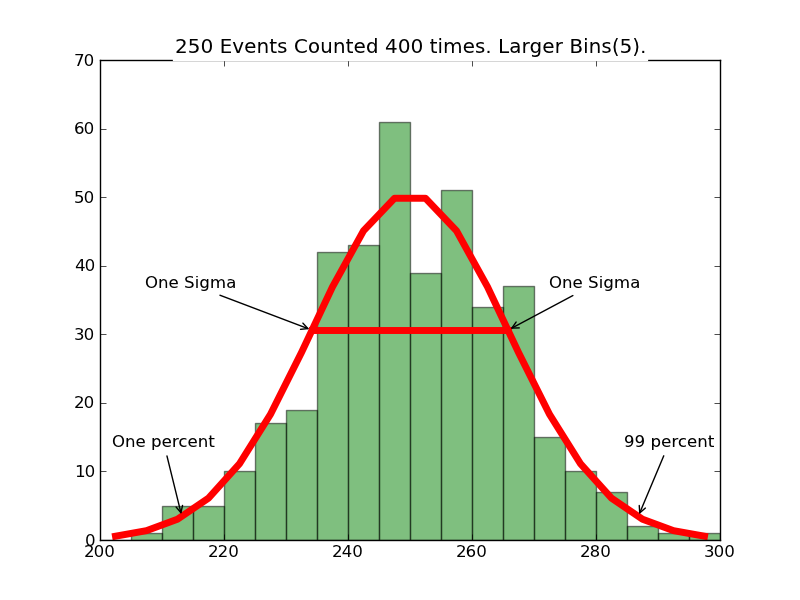 250 Events Counted 400 times. Larger Bins(5).
70
60
50
40
30
20
10
0
One Sigma
One Sigma
One percent
99 percent
200
220
240
260
280
300